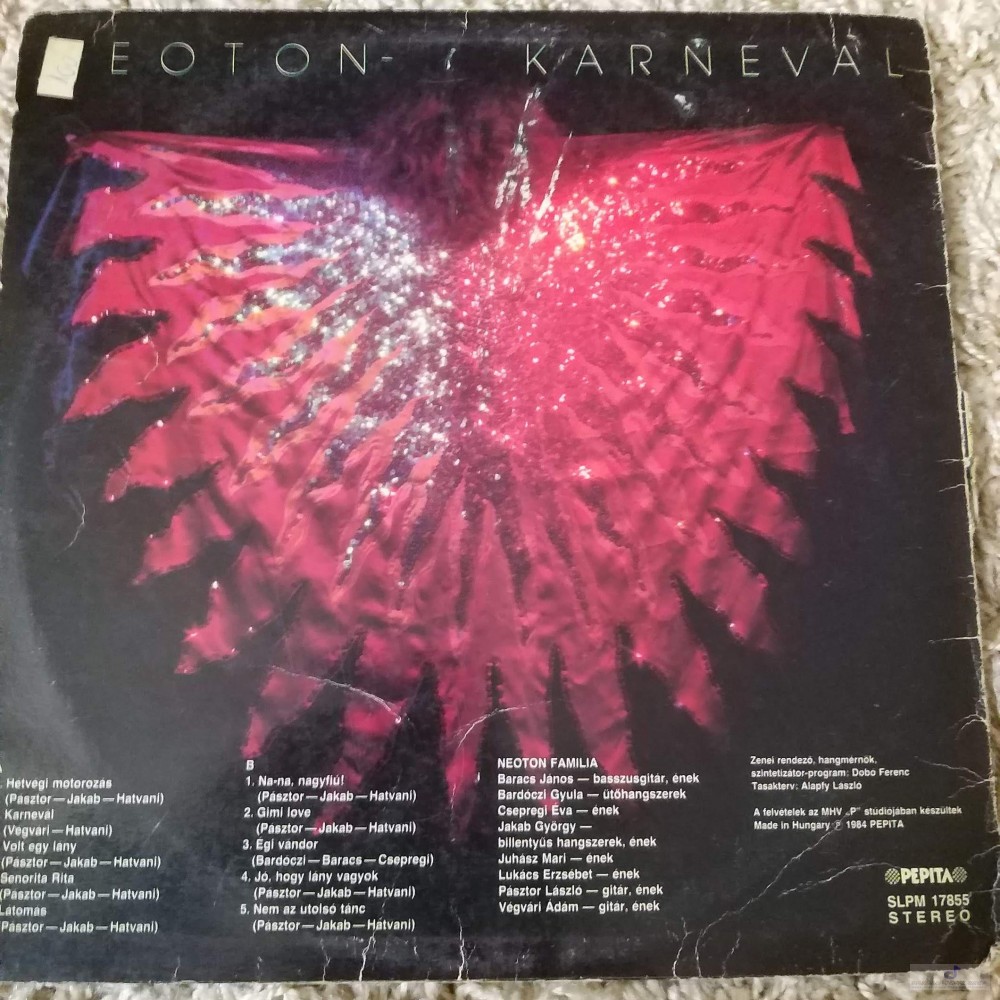 EOTON- KARNEVÁL
Hétvégi motorozás
(Pásztor—Jakab—Hatvani)
Karnevál
(Végvári—Hatvani)
Volt egy lány
(Pásztor—Jakab—Hatvani)
Senorita Rita
(Pásztor—Jakab—Hatvani)
Látomás
(Pásztor—Jakab—Hatvani)
B
1. Na-na, nagyfiú!
(Pásztor—Jakab—Hatvani)
2. Gimi love
(Pásztor—Jakab—Hatvani)
3. Égi vándor
(Bardóczi—Baracs—Csepregi)
4. Jó, hogy lány vagyok
(Pásztor—Jakab—Hatvani)
5. Nem az utolsó tánc
(Pásztor—Jakab—Hatvani)
NEOTON FAMILIA
Baracs János — basszusgitár, ének
Bardóczi Gyula — ütőhangszerek
Csepregi Éva — ének
Jakab György —
billentyűs hangszerek, ének
Juhász Mari — ének
Lukács Erzsébet — ének
Pásztor László — gitár, ének
Végvári Ádám — gitár, ének
Zenei rendező, hangmérnök,
szintetizátor-program: Dobó Ferenc
Tasakterv: Alapfy László
A felvételek az MHV „P" stúdiójában készültek
Made in Hungary ℗ 1984 PEPITA
PEPITA
SLPM 17855
STEREO